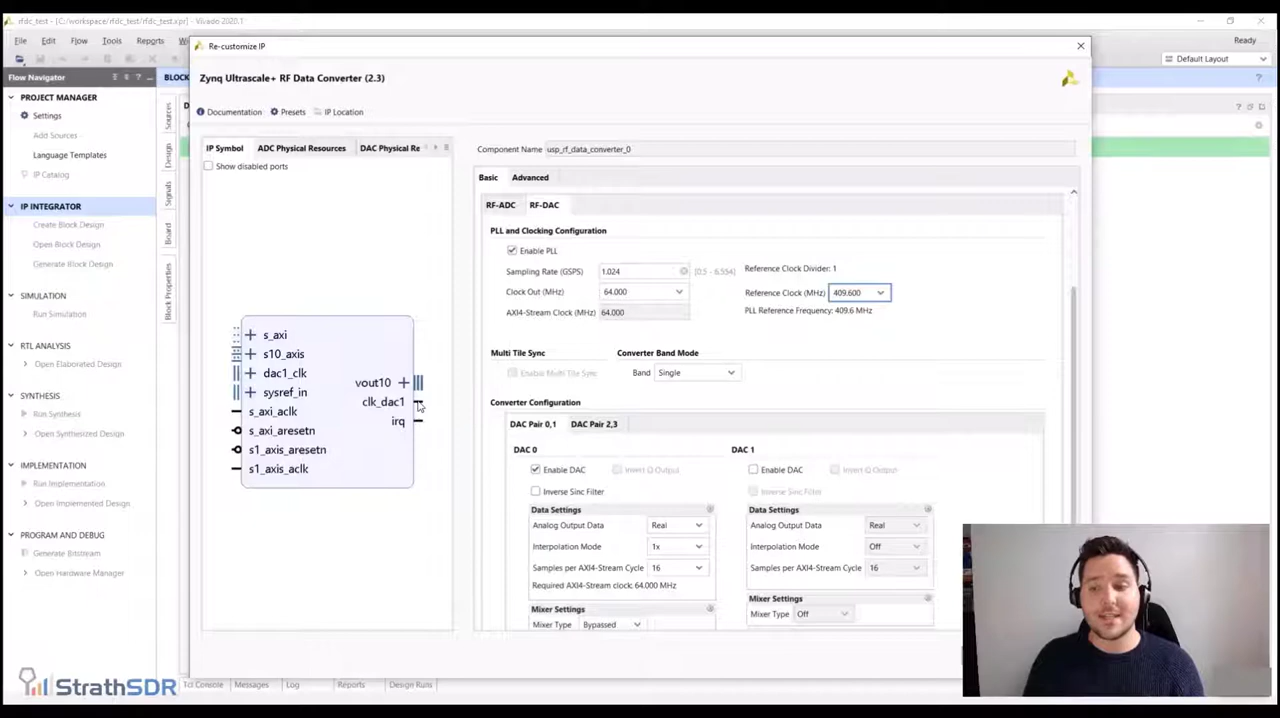 rfdc_test - [C:/workspace/rfdc_test/rfdc_test.xpr] - Vivado 2020.1
File Edit Flow Tools Reports
Ready
Default Layout
Flow Navigator
PROJECT MANAGER
Settings
Add Sources
Language Templates
IP Catalog
IP INTEGRATOR
Create Block Design
Open Block Design
Generate Block Design
SIMULATION
Run Simulation
RTL ANALYSIS
Open Elaborated Design
SYNTHESIS
Run Synthesis
Open Synthesized Design
IMPLEMENTATION
Run Implementation
Open Implemented Design
PROGRAM AND DEBUG
Generate Bitstream
Open Hardware Manager
BLOCK
Sources
Design
Signals
Board
Block Properties
Re-customize IP
Zynq Ultrascale+ RF Data Converter (2.3)
Documentation Presets IP Location
IP Symbol ADC Physical Resources DAC Physical Re
Show disabled ports
s_axi
s10_axis
dac1_clk
sysref_in
s_axi_aclk
s_axi_aresetn
s1_axis_aresetn
s1_axis_aclk
vout10
clk_dac1
irq
Component Name usp_rf_data_converter_0
Basic Advanced
RF-ADC RF-DAC
PLL and Clocking Configuration
Enable PLL
Sampling Rate (GSPS) 1.024 [0.5 - 6.554] Reference Clock Divider: 1
Clock Out (MHz) 64.000 Reference Clock (MHz) 409.600
AXI4-Stream Clock (MHz) 64.000 PLL Reference Frequency: 409.6 MHz
Multi Tile Sync Converter Band Mode
Enable Multi Tile Sync Band Single
Converter Configuration
DAC Pair 0,1 DAC Pair 2,3
DAC 0 DAC 1
Enable DAC Invert Q Output Enable DAC Invert Q Output
Inverse Sinc Filter Inverse Sinc Filter
Data Settings Data Settings
Analog Output Data Real Analog Output Data Real
Interpolation Mode 1x Interpolation Mode Off
Samples per AXI4-Stream Cycle 16 Samples per AXI4-Stream Cycle 16
Required AXI4-Stream clock: 64.000 MHz
Mixer Settings Mixer Settings
Mixer Type Bypassed Mixer Type Off
StrathSDR
Tcl Console Messages Log Reports Design Runs